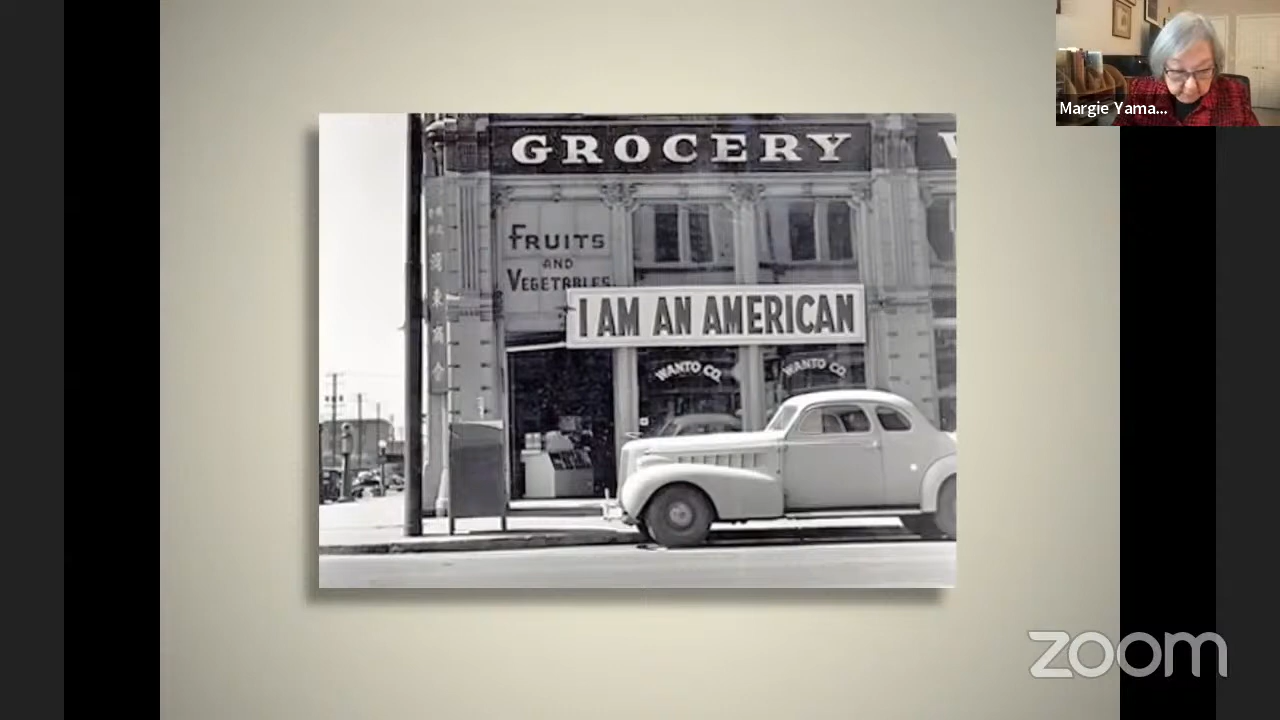 Margie Yama...
GROCERY
FRUITS
AND
VEGETABLES
I AM AN AMERICAN
WANTO CO.
WANTO CO.
zoom